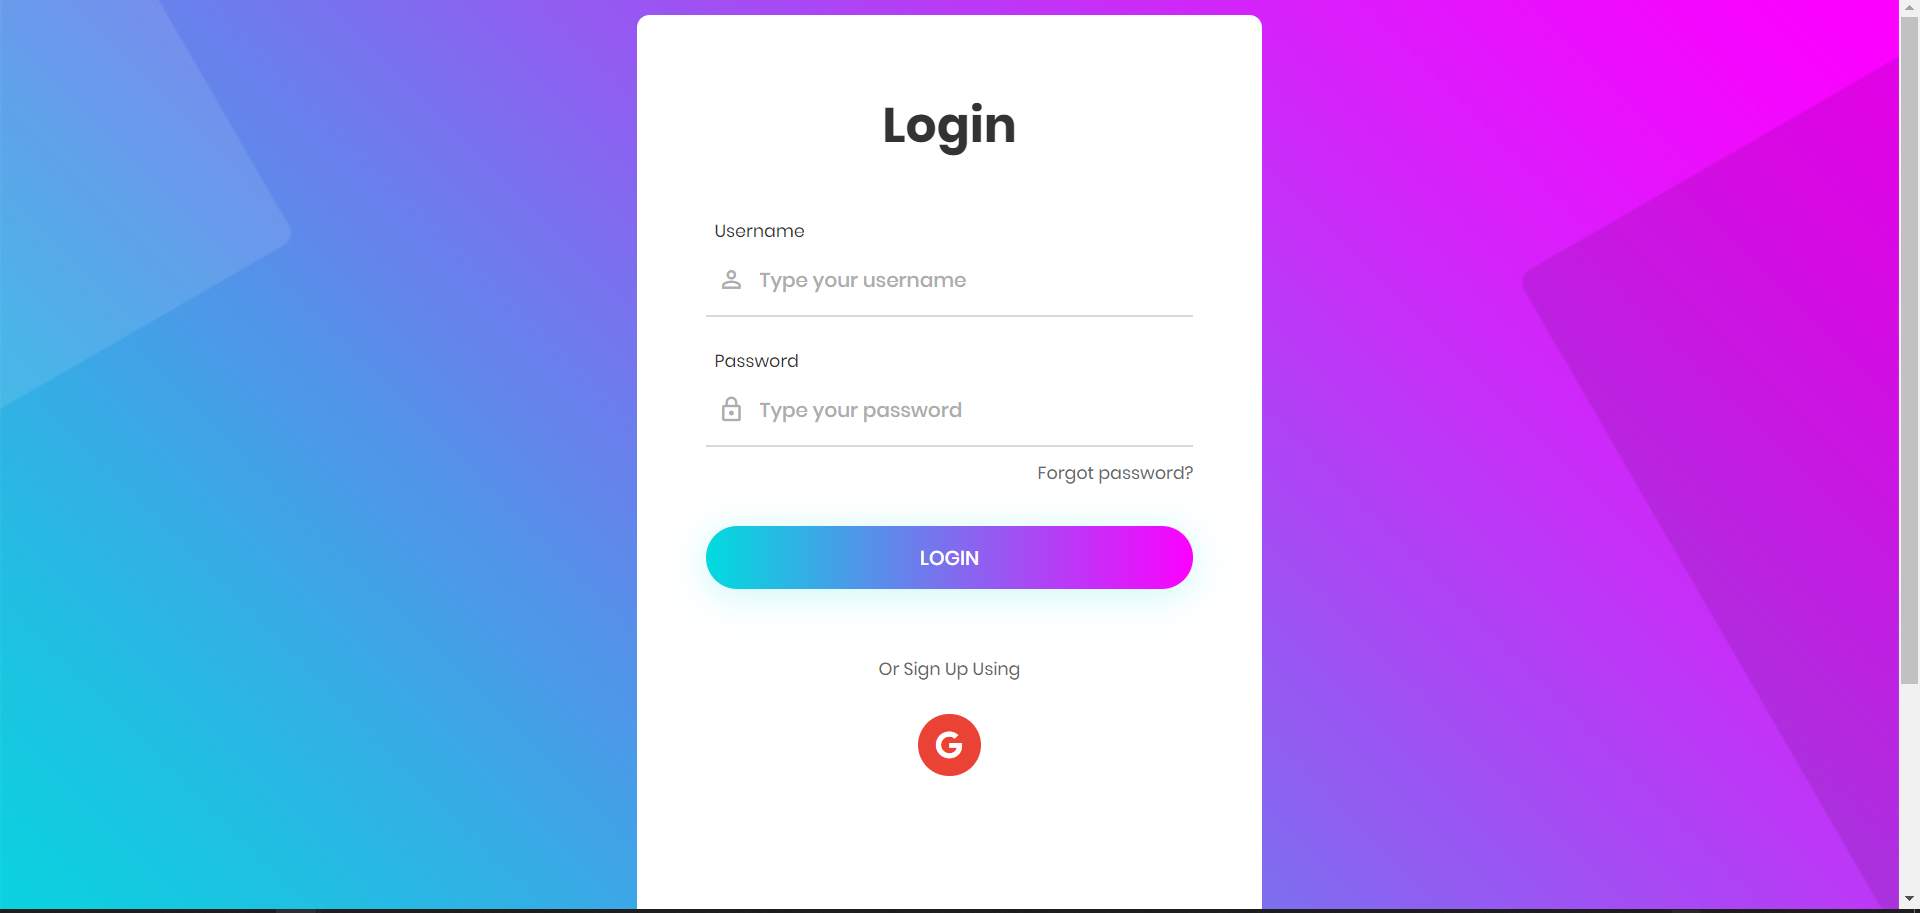 Login
Username
Type your username
Password
Type your password
Forgot password?
LOGIN
Or Sign Up Using
G